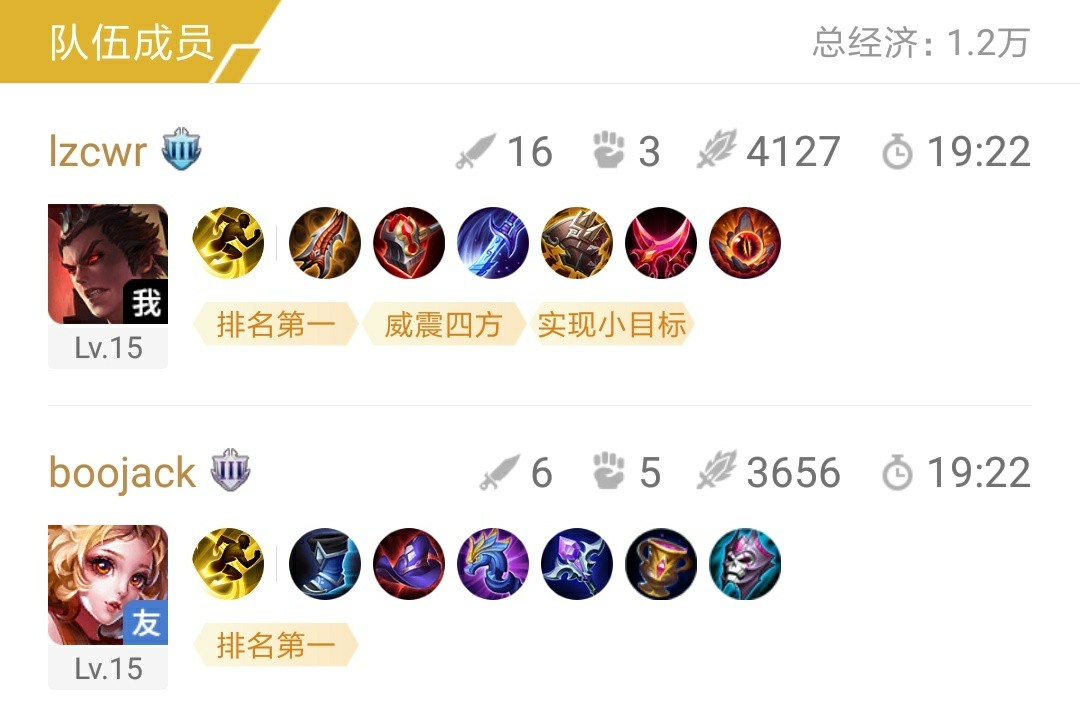 队伍成员 总经济：1.2万
lzcwr 16 3 4127 19:22
我
Lv.15
排名第一 威震四方 实现小目标
boojack 6 5 3656 19:22
友
Lv.15
排名第一